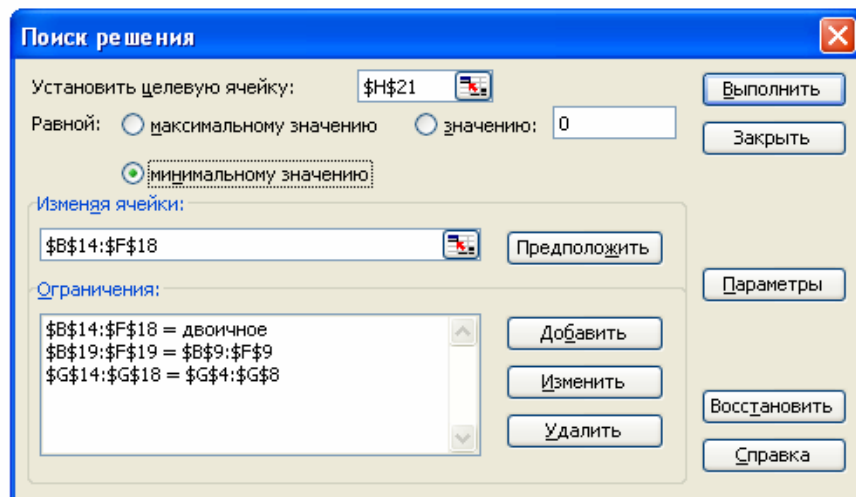 Поиск решения
Установить целевую ячейку: $H$21 Выполнить
Равной: максимальному значению значению: 0 Закрыть
минимальному значению
Изменяя ячейки:
$B$14:$F$18 Предположить
Ограничения: Параметры
$B$14:$F$18 = двоичное Добавить
$B$19:$F$19 = $B$9:$F$9
$G$14:$G$18 = $G$4:$G$8 Изменить
Восстановить
Удалить
Справка